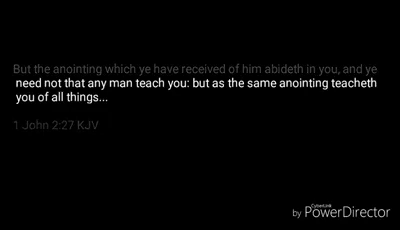 But the anointing which ye have received of him abideth in you, and ye
need not that any man teach you: but as the same anointing teacheth
you of all things...
1 John 2:27 KJV
CyberLink
by PowerDirector